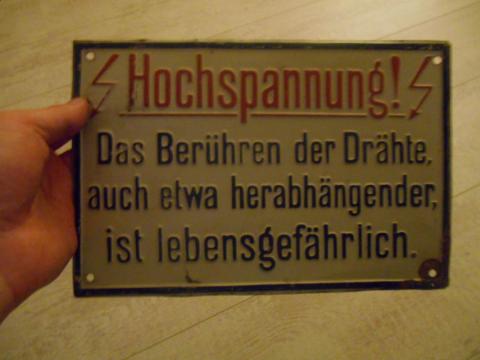 Hochspannung!
Das Berühren der Drähte,
auch etwa herabhängender,
ist lebensgefährlich.